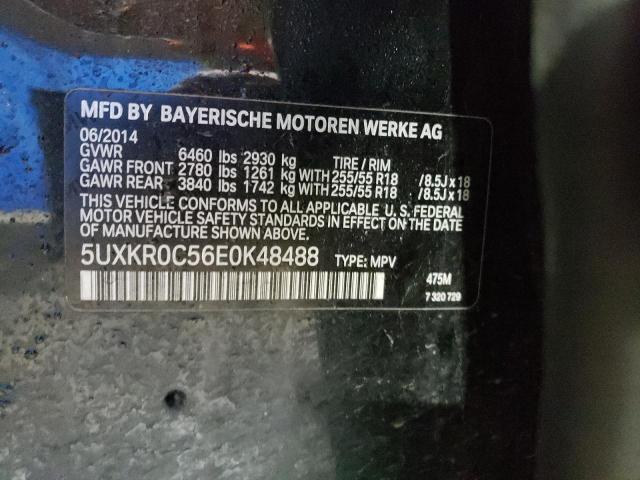 MFD BY BAYERISCHE MOTOREN WERKE AG
06/2014
GVWR 6460 lbs 2930 kg TIRE / RIM
GAWR FRONT 2780 lbs 1261 kg WITH 255/55 R18 /8.5J x 18
GAWR REAR 3840 lbs 1742 kg WITH 255/55 R18 /8.5J x 18
THIS VEHICLE CONFORMS TO ALL APPLICABLE U. S. FEDERAL
MOTOR VEHICLE SAFETY STANDARDS IN EFFECT ON THE DATE
OF MANUFACTURE SHOWN ABOVE.
5UXKR0C56E0K48488 TYPE: MPV
475M
7 320 729